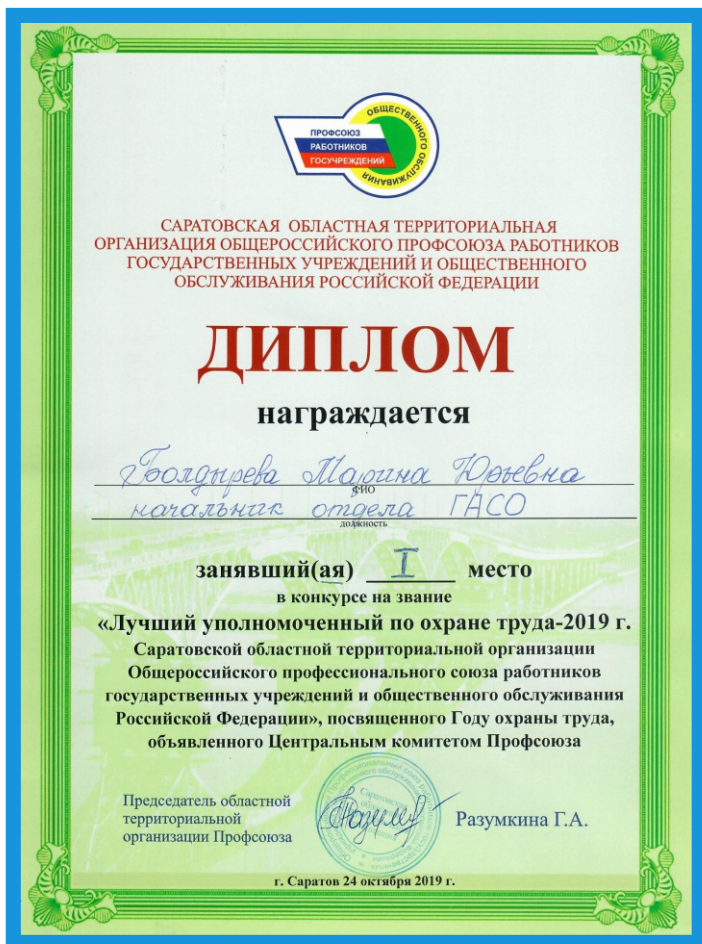 ОБЩЕСТВЕННОГО ОБСЛУЖИВАНИЯ
ПРОФСОЮЗ
РАБОТНИКОВ
ГОСУЧРЕЖДЕНИЙ
САРАТОВСКАЯ ОБЛАСТНАЯ ТЕРРИТОРИАЛЬНАЯ
ОРГАНИЗАЦИЯ ОБЩЕРОССИЙСКОГО ПРОФСОЮЗА РАБОТНИКОВ
ГОСУДАРСТВЕННЫХ УЧРЕЖДЕНИЙ И ОБЩЕСТВЕННОГО
ОБСЛУЖИВАНИЯ РОССИЙСКОЙ ФЕДЕРАЦИИ
ДИПЛОМ
награждается
Болдырева Марина Юрьевна
ФИО
начальник отдела ГАСО
должность
занявший(ая) I место
в конкурсе на звание
«Лучший уполномоченный по охране труда-2019 г.
Саратовской областной территориальной организации
Общероссийского профессионального союза работников
государственных учреждений и общественного обслуживания
Российской Федерации», посвященного Году охраны труда,
объявленного Центральным комитетом Профсоюза
Председатель областной
территориальной
организации Профсоюза
Разумкина Г.А.
г. Саратов 24 октября 2019 г.